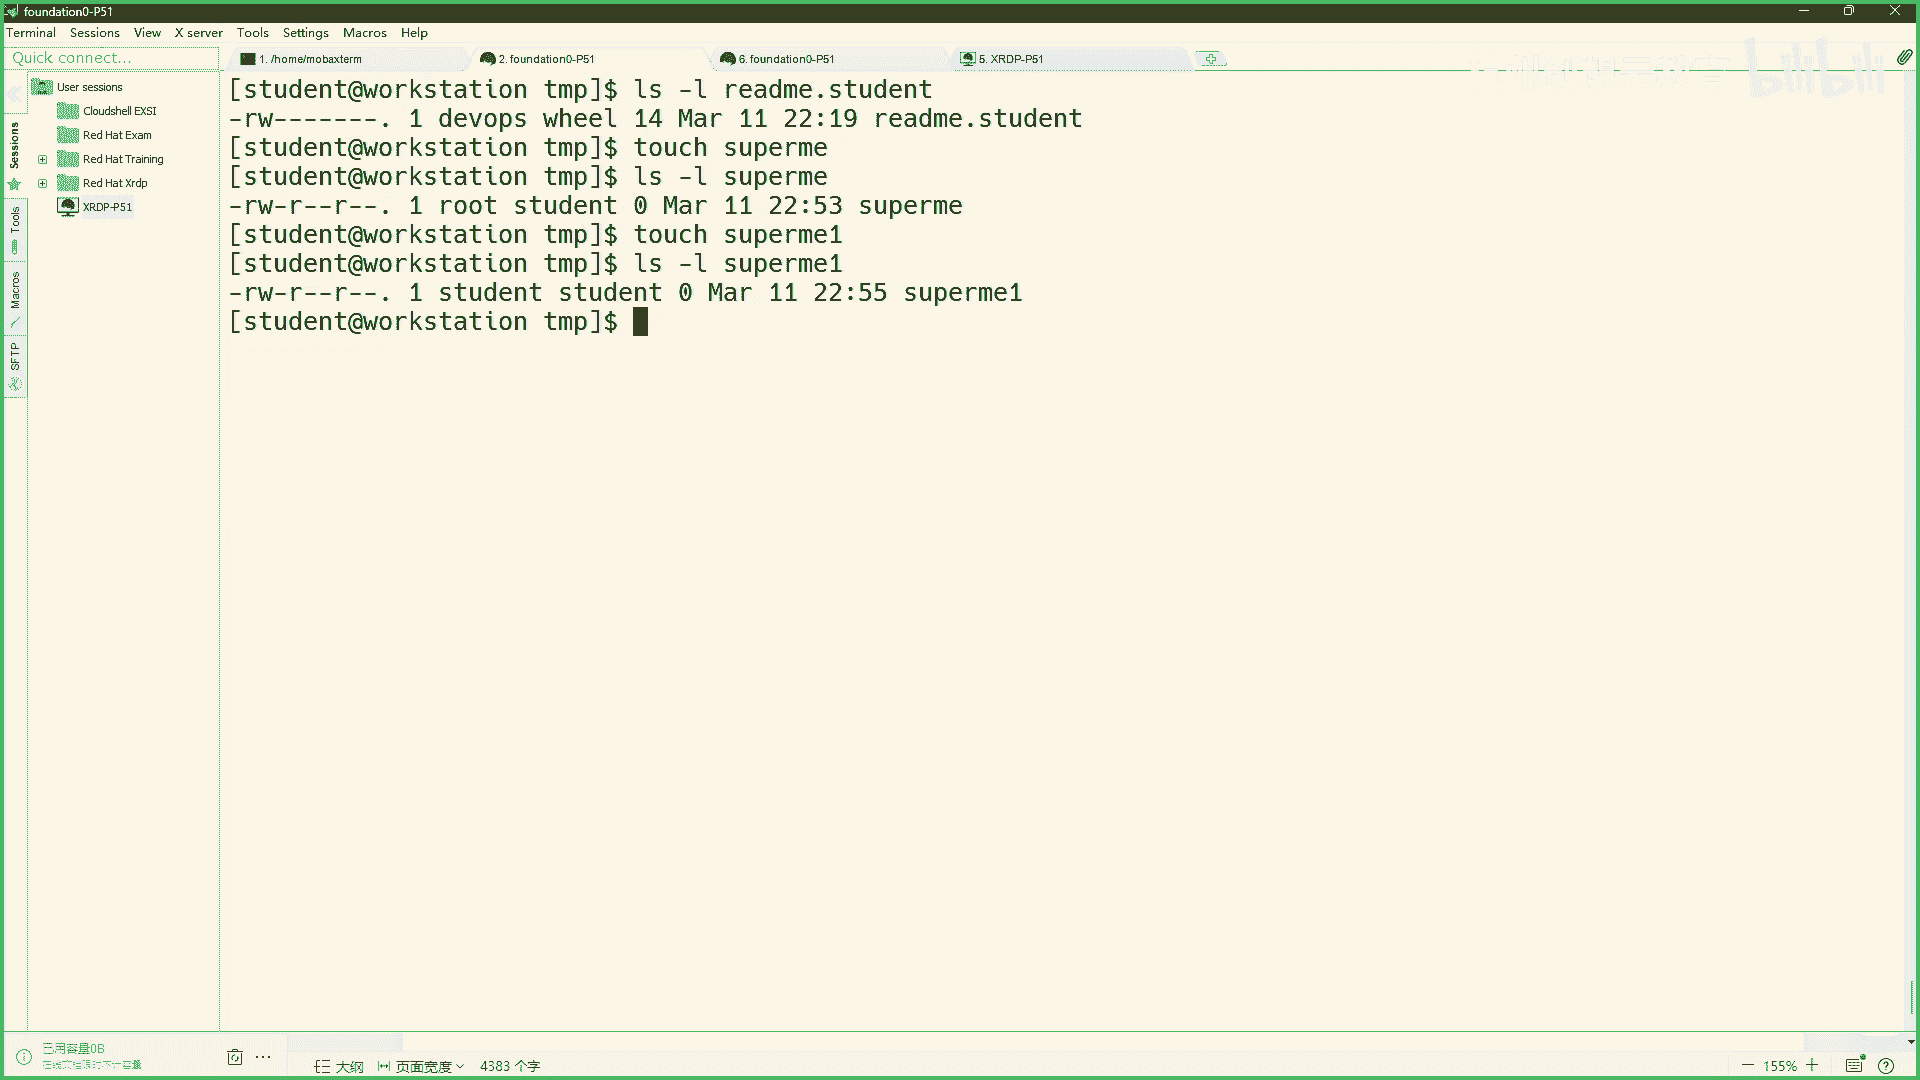 foundation0-P51
Terminal Sessions View X server Tools Settings Macros Help
Quick connect...
1. /home/mobaxterm
2. foundation0-P51
6. foundation0-P51
5. XRDP-P51
User sessions
Cloudshell EXSI
Red Hat Exam
Red Hat Training
Red Hat Xrdp
XRDP-P51
Sessions
Tools
Macros
SFTP
[student@workstation tmp]$ ls -l readme.student
-rw-------. 1 devops wheel 14 Mar 11 22:19 readme.student
[student@workstation tmp]$ touch superme
[student@workstation tmp]$ ls -l superme
-rw-r--r--. 1 root student 0 Mar 11 22:53 superme
[student@workstation tmp]$ touch superme1
[student@workstation tmp]$ ls -l superme1
-rw-r--r--. 1 student student 0 Mar 11 22:55 superme1
[student@workstation tmp]$
bilibili
已用容量0B
大纲
页面宽度
4383 个字
155%